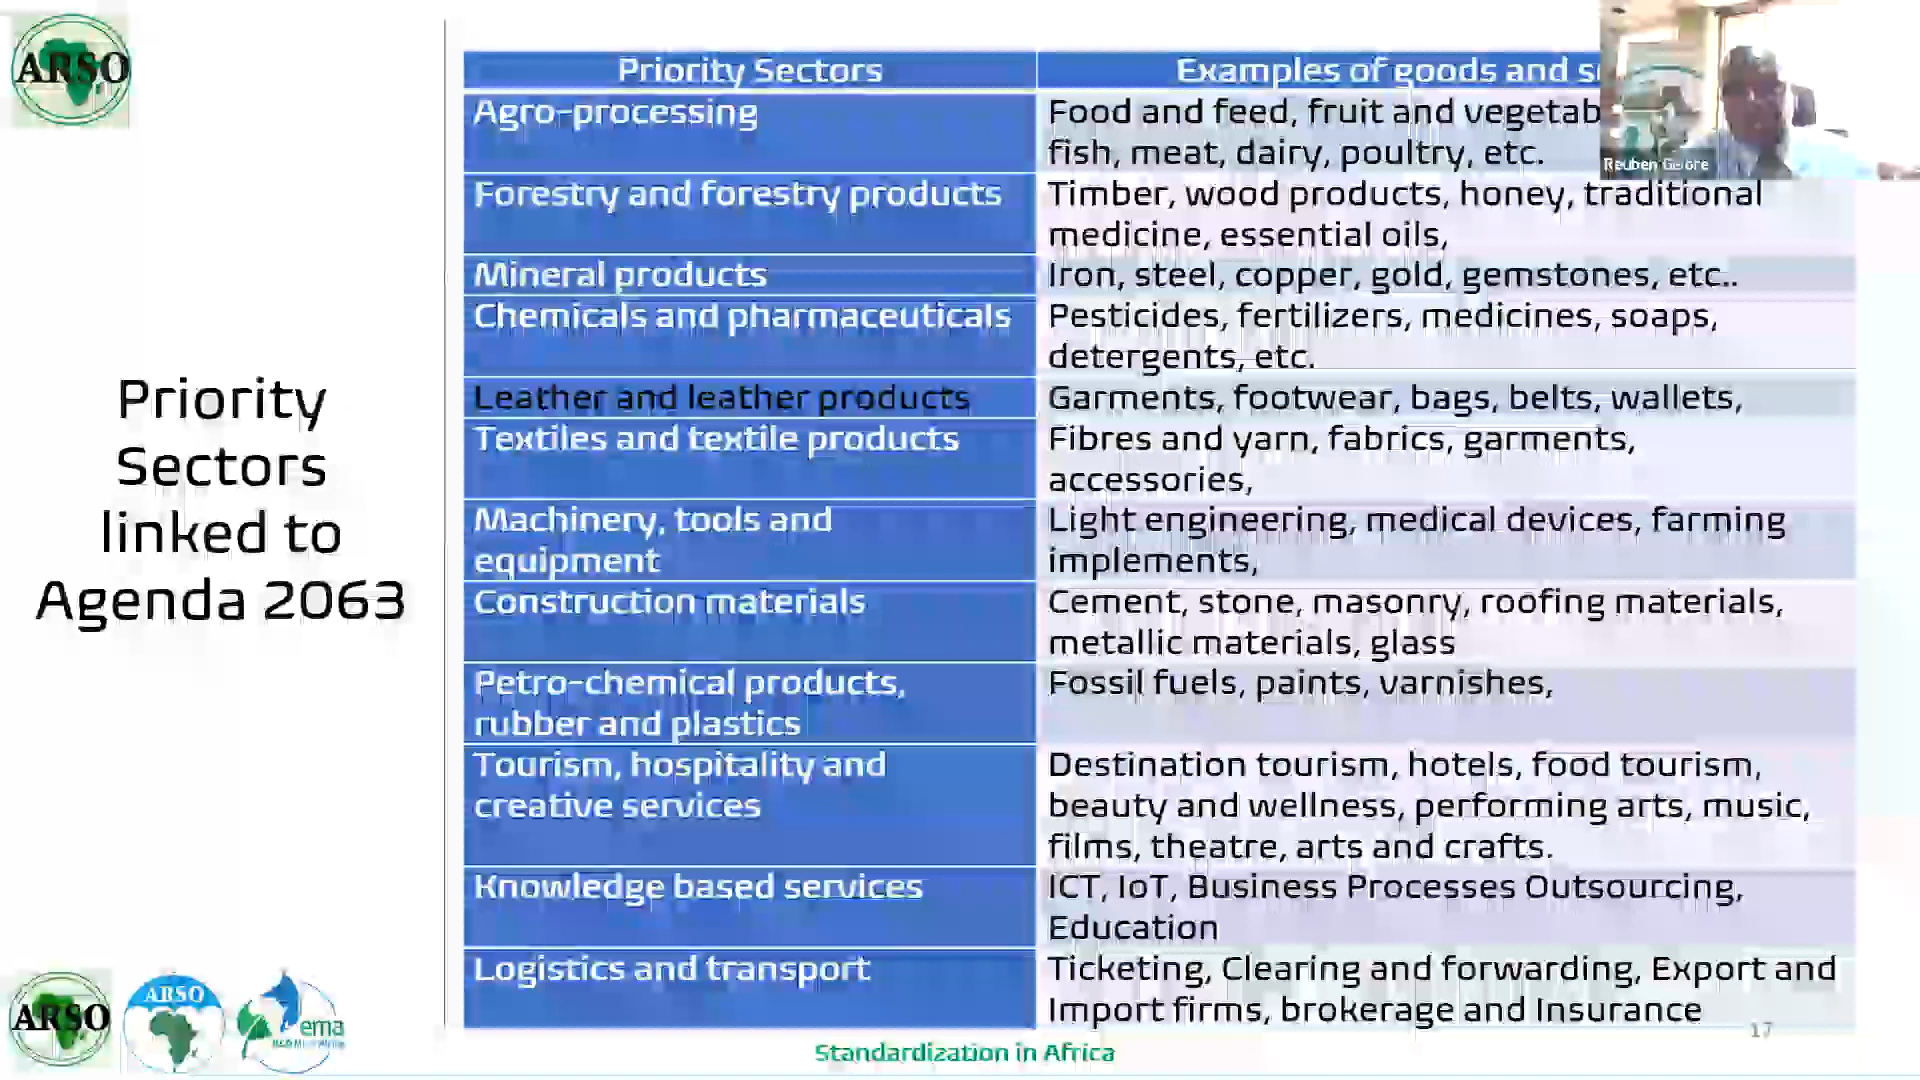 ARSO
Priority
Sectors
linked to
Agenda 2063
Priority Sectors
Examples of goods and
Agro-processing
Food and feed, fruit and
fish, meat, dairy, poultry, etc.
Forestry and forestry products
Timber, wood products, honey, traditional
medicine, essential oils,
Mineral products
Iron, steel, copper, gold, gemstones, etc..
Chemicals and pharmaceuticals
Pesticides, fertilizers, medicines, soaps,
detergents, etc.
Leather and leather products
Garments, footwear, bags, belts, wallets,
Textiles and textile products
Fibres and yarn, fabrics, garments,
accessories,
Machinery, tools and
equipment
Light engineering, medical devices, farming
implements,
Construction materials
Cement, stone, masonry, roofing materials,
metallic materials, glass
Petro-chemical products,
rubber and plastics
Fossil fuels, paints, varnishes,
Tourism, hospitality and
creative services
Destination tourism, hotels, food tourism,
beauty and wellness, performing arts, music,
films, theatre, arts and crafts.
Knowledge based services
ICT, IoT, Business Processes Outsourcing,
Education
Logistics and transport
Ticketing, Clearing and forwarding, Export and
Import firms, brokerage and Insurance
Reuben
ARSO
ARSO
ema
Standardization in Africa
17